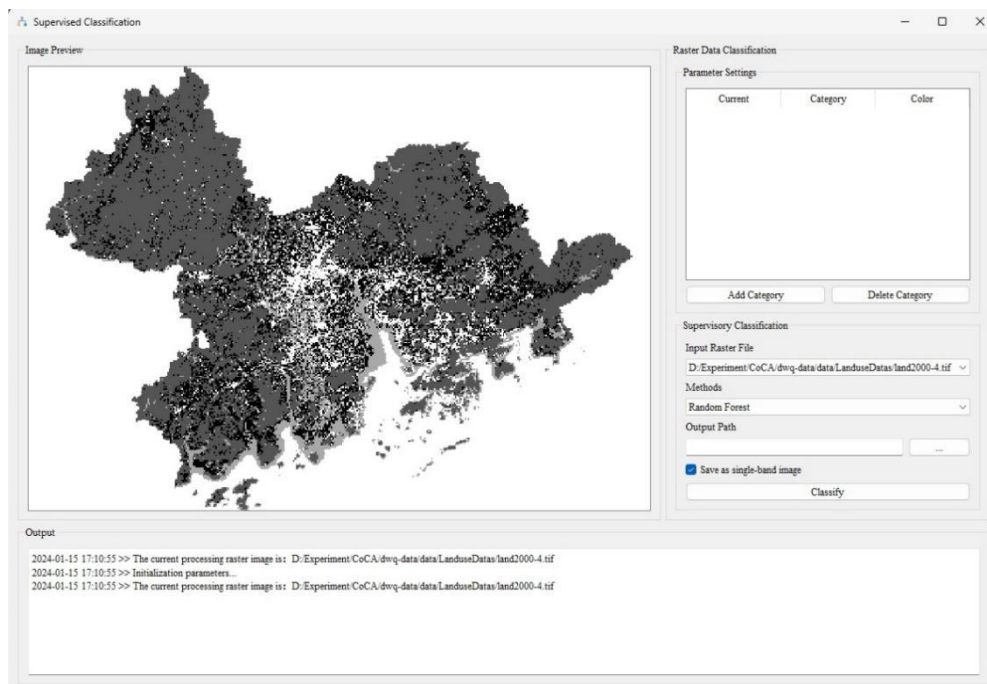 Supervised Classification
Image Preview
Raster Data Classification
Parameter Settings
Current Category Color
Add Category Delete Category
Supervisory Classification
Input Raster File
D:/Experiment/CoCA/dwq-data/data/LanduseDatas/land2000-4.tif
Methods
Random Forest
Output Path
...
Save as single-band image
Classify
Output
2024-01-15 17:10:55 >> The current processing raster image is: D:/Experiment/CoCA/dwq-data/data/LanduseDatas/land2000-4.tif
2024-01-15 17:10:55 >> Initialization parameters...
2024-01-15 17:10:55 >> The current processing raster image is: D:/Experiment/CoCA/dwq-data/data/LanduseDatas/land2000-4.tif